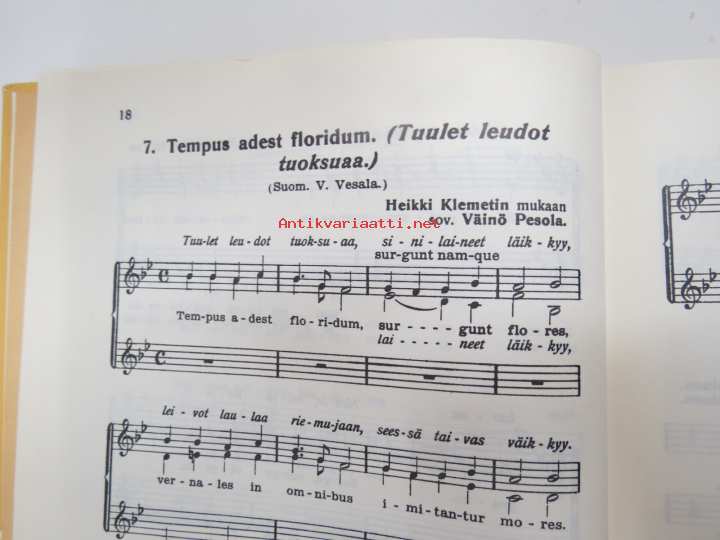 18
7. Tempus adest floridum. (Tuulet leudot
tuoksuaa.)
(Suom. V. Vesala.)
Heikki Klemetin mukaan
Antikvariaatti.net
sov. Väinö Pesola.
Tuu-let leu-dot tuok-su-aa, si-ni-lai-neet läik-kyy,
sur-gunt nam-que
Tem-pus a-dest flo-ri-dum, sur-----gunt flo-res,
lai-----neet läik-kyy,
lei-vot lau-laa rie-mu-jaan, sees-sä tai-vas väik-kyy.
ver-na-les in om-ni-bus i-mi-tan-tur mo-res.